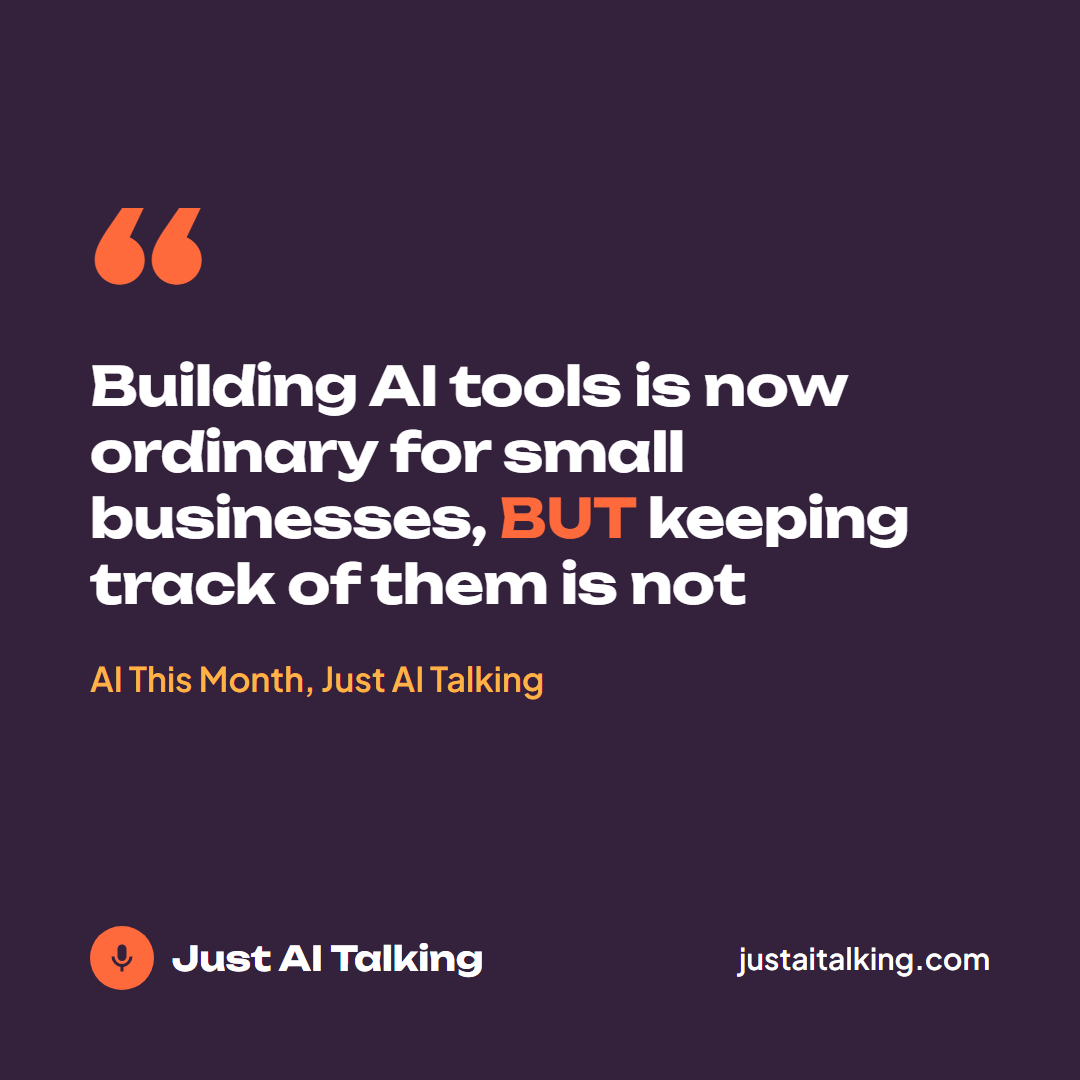 “
Building AI tools is now
ordinary for small
businesses, BUT keeping
track of them is not
AI This Month, Just AI Talking
Just AI Talking
justaitalking.com